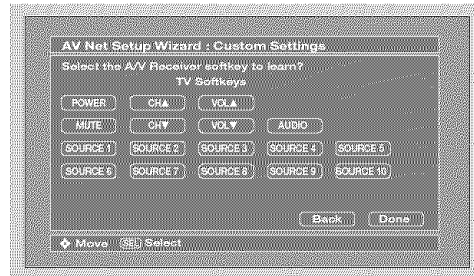 AV Net Setup Wizard : Custom Settings
Select the A/V Receiver softkey to learn?
TV Softkeys
POWER CH▲ VOL▲
MUTE CH▼ VOL▼ AUDIO
SOURCE 1 SOURCE 2 SOURCE 3 SOURCE 4 SOURCE 5
SOURCE 6 SOURCE 7 SOURCE 8 SOURCE 9 SOURCE 10
Back Done
Move SEL Select